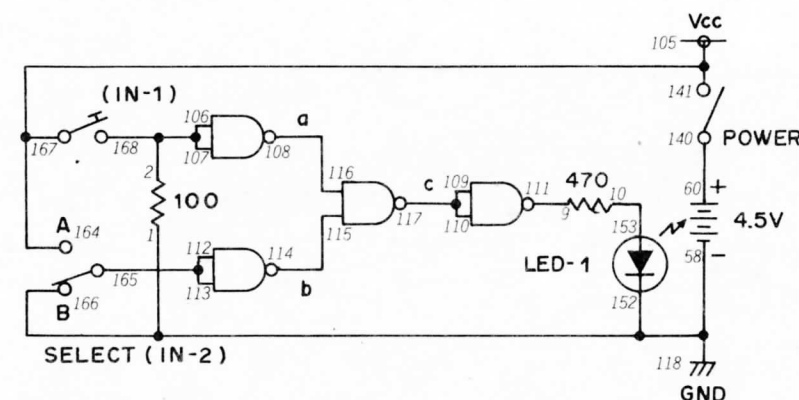 Vcc
105
(IN-1)
141
106
a
167
168
107
108
140
POWER
2
116
c
109
111
470
10
60
+
100
9
4.5V
117
110
153
1
115
A
164
112
114
LED-1
58
−
165
113
b
166
B
152
SELECT (IN-2)
118
GND